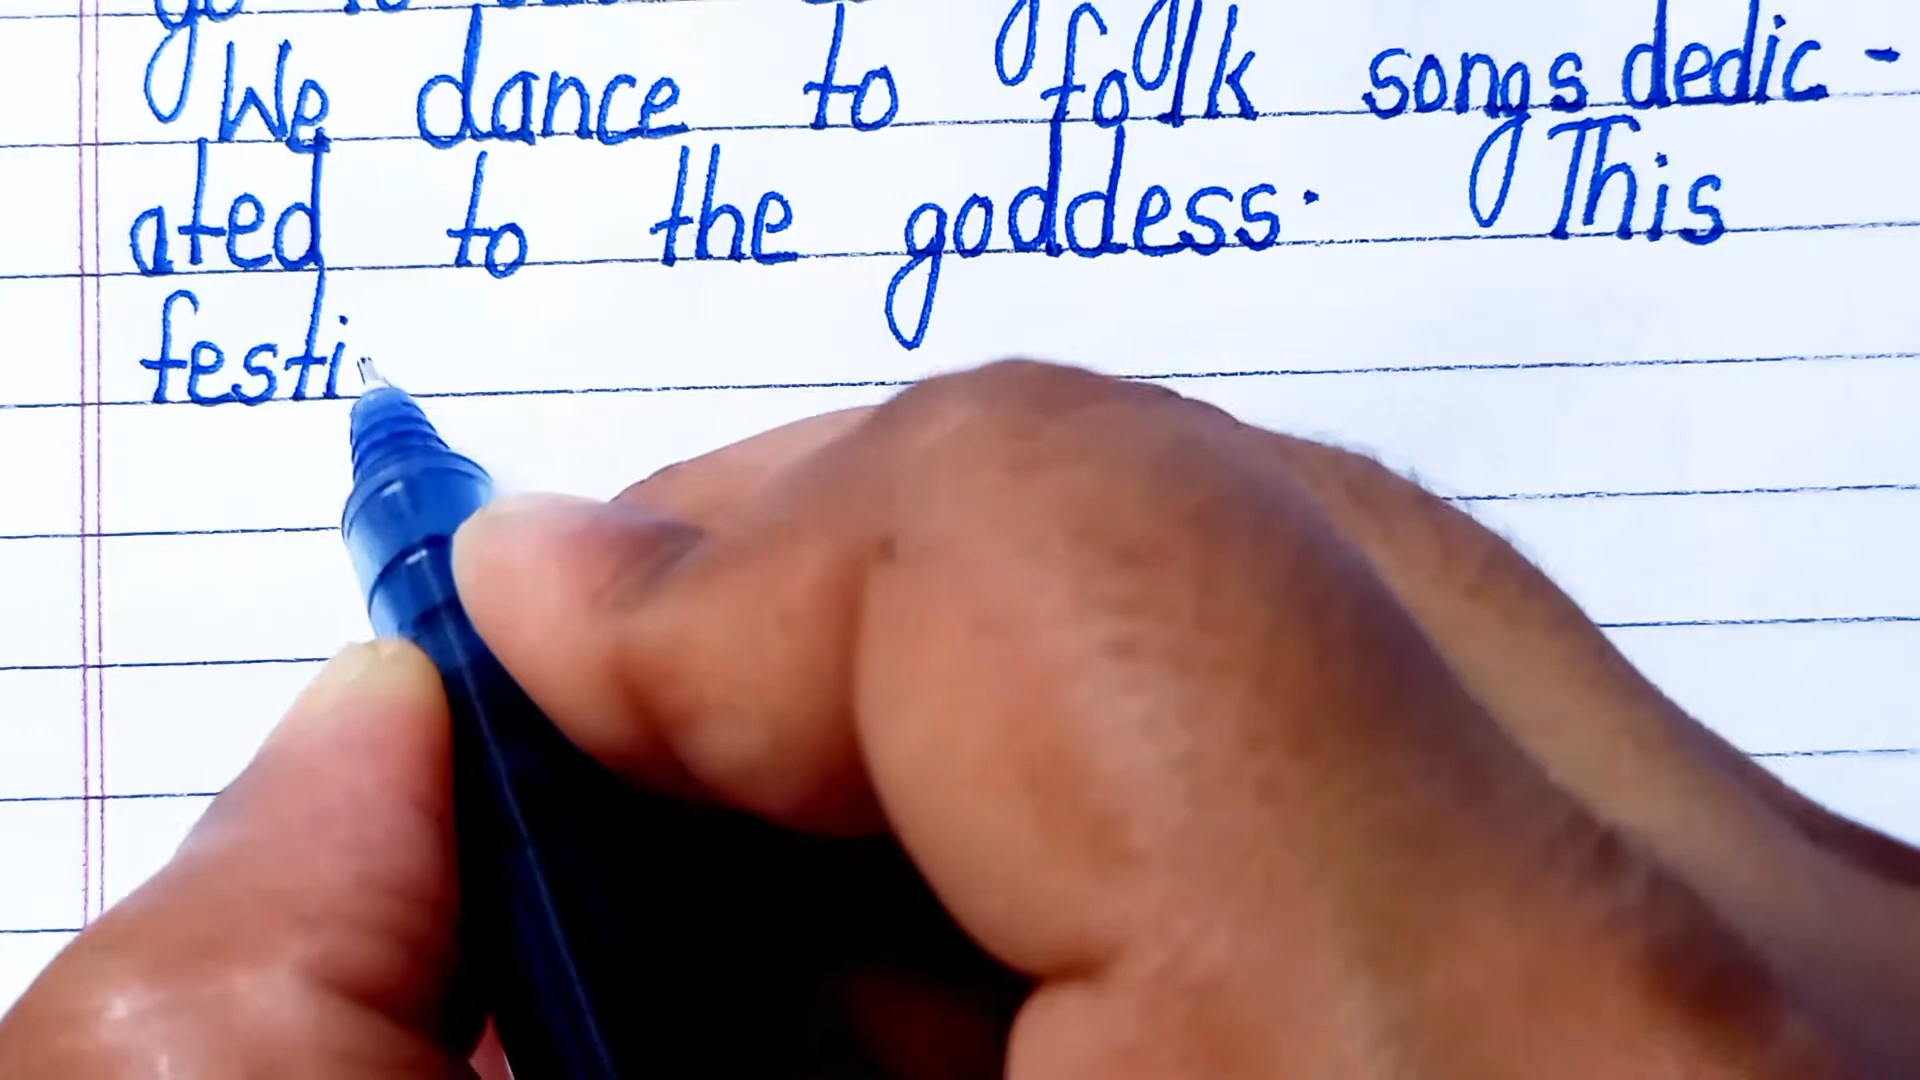 We dance to folk songs dedic-
ated to the goddess. This
festi